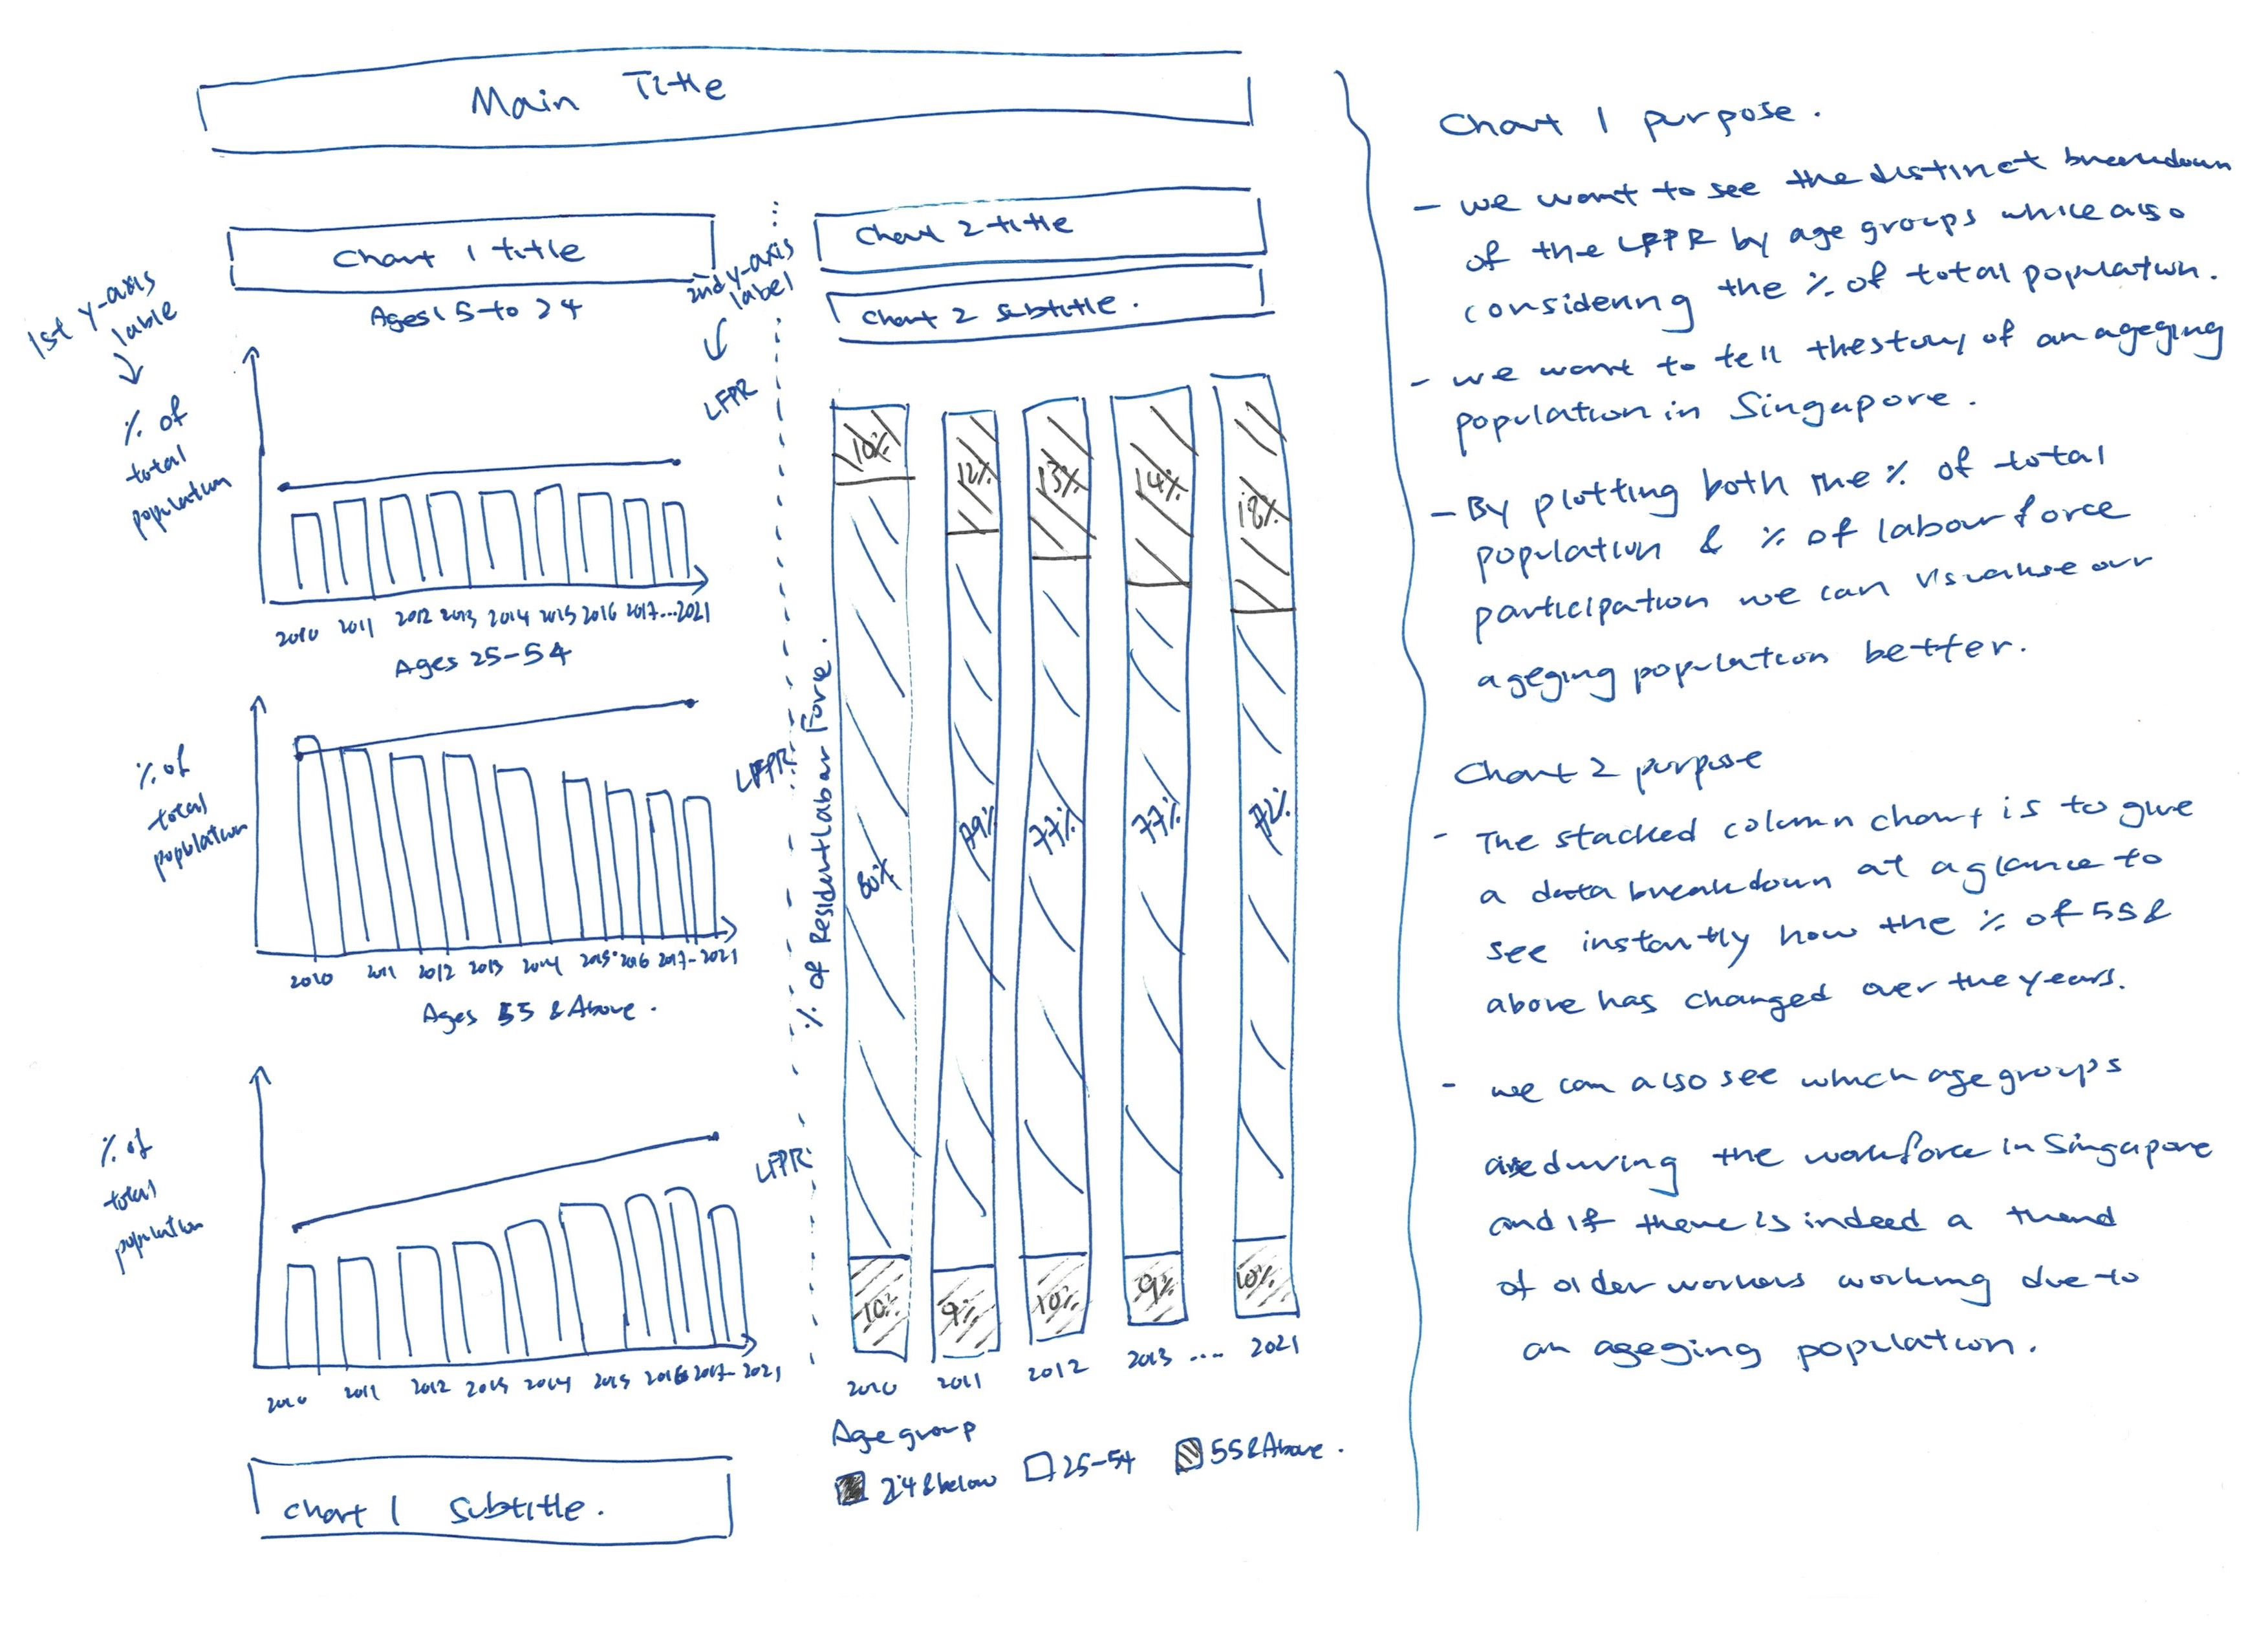 Main Title
Chart 1 title
Ages 15 to 24
1st Y-axis
lable
% of
total
population
2nd Y-axis
label
LFPR
2010 2011 2012 2013 2014 2015 2016 2017...2021
Ages 25-54
% of
total
population
LFPR
2010 2011 2012 2013 2014 2015 2016 2017-2021
Ages 55 & Above.
% of
total
population
LFPR
2010 2011 2012 2013 2014 2015 2016 2017-2021
Chart 1 subtitle.
Chart 2 title
Chart 2 subtitle.
% of Resident Labar Force.
10% 12% 13% 14% 18%
80% 79% 77% 77% 72%
10% 9% 10% 9% 10%
2010 2011 2012 2013 .... 2021
Age group
24 & below 25-54 55 & Above.
Chart 1 purpose.
- we want to see the distinct breakdown
of the LFPR by age groups while also
considering the % of total population.
- we want to tell the story of an ageging
population in Singapore.
- By plotting both the % of total
population & % of labour force
participation we can visualise our
ageging population better.
Chart 2 purpose
- The stacked column chart is to give
a data breakdown at a glance to
see instantly how the % of 55 &
above has changed over the years.
- we can also see which age groups
are during the workforce in Singapore
and if there is indeed a trend
of older workers working due to
an ageging population.